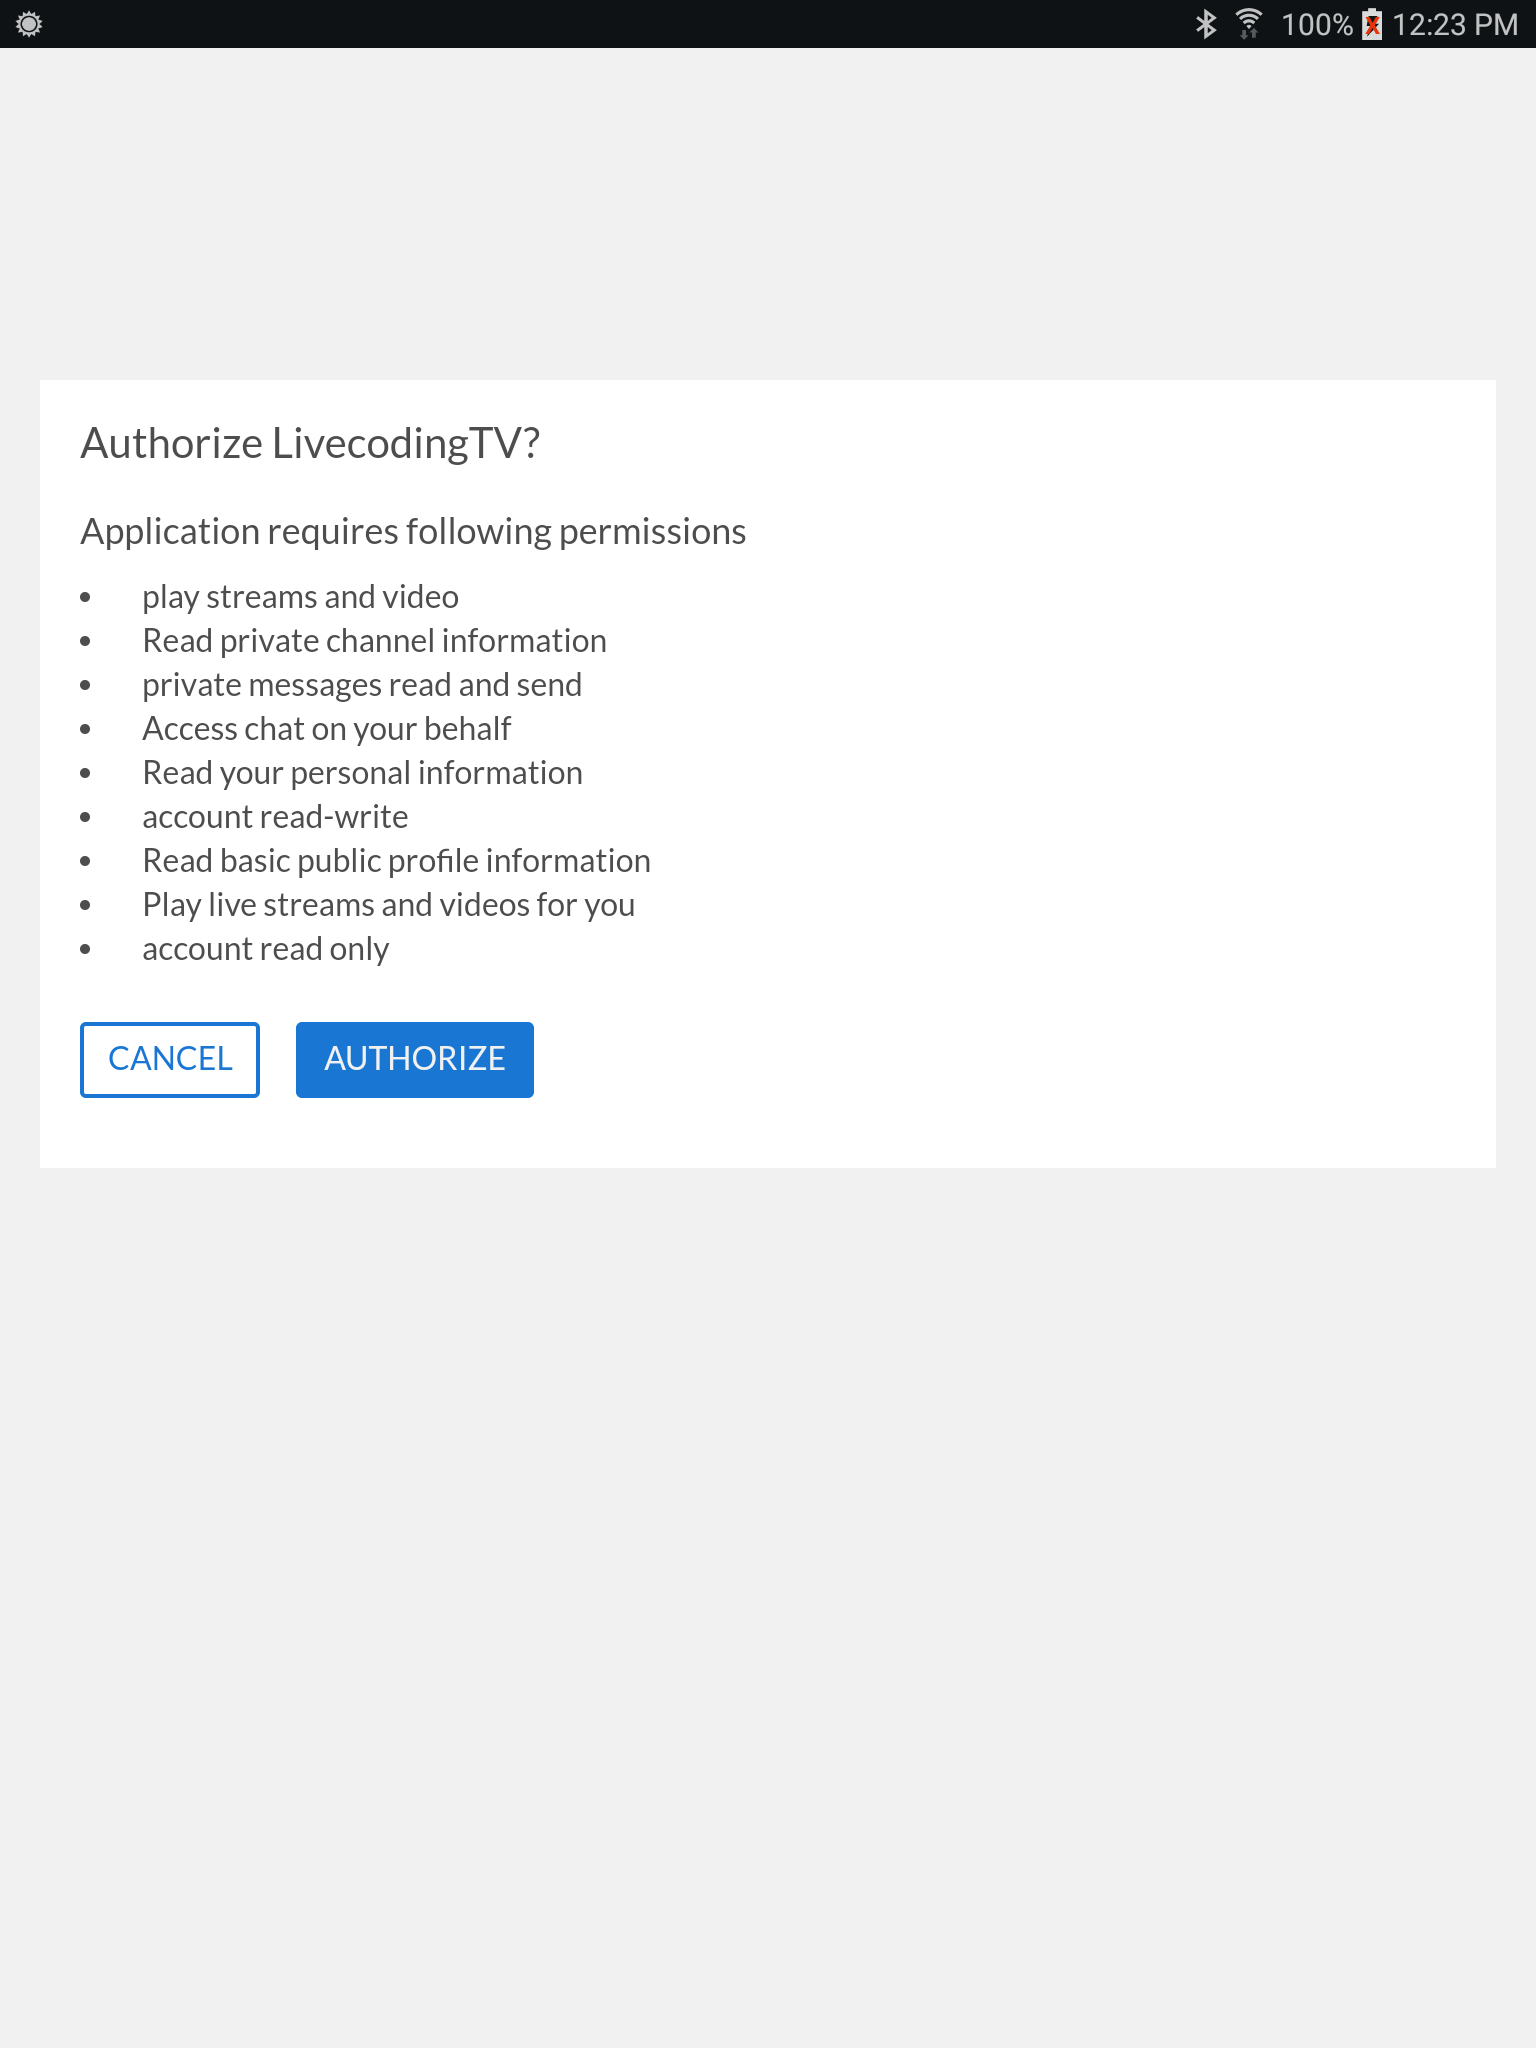 100% 12:23 PM
Authorize LivecodingTV?
Application requires following permissions
• play streams and video
• Read private channel information
• private messages read and send
• Access chat on your behalf
• Read your personal information
• account read-write
• Read basic public profile information
• Play live streams and videos for you
• account read only
CANCEL AUTHORIZE